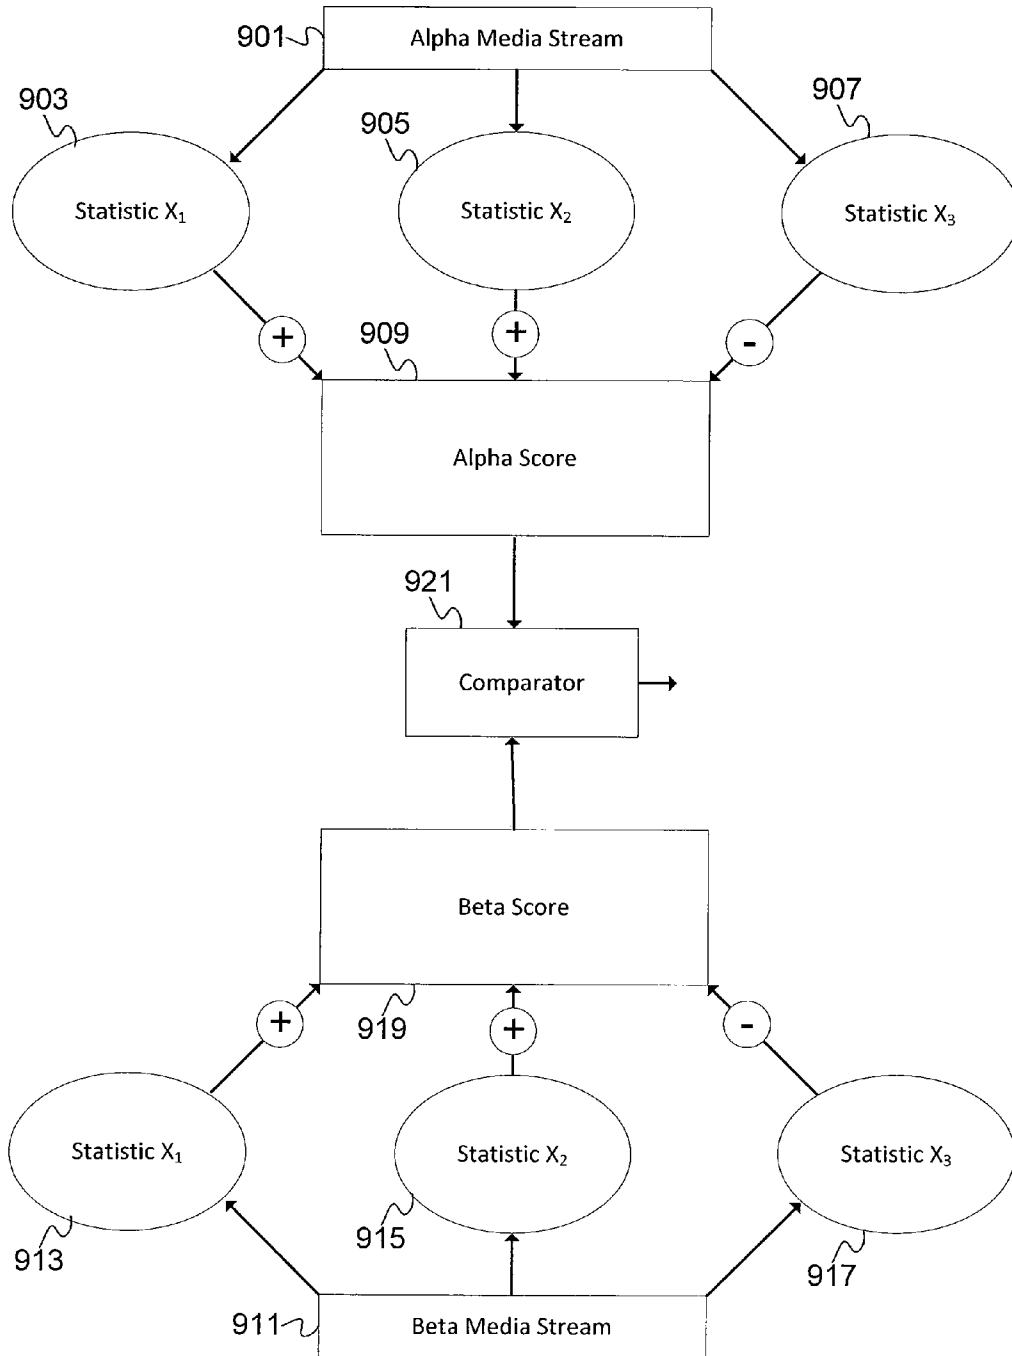 901
Alpha Media Stream
903
905
907
Statistic X₁
Statistic X₂
Statistic X₃
+
+
-
909
Alpha Score
921
Comparator
Beta Score
+
919
+
-
Statistic X₁
Statistic X₂
Statistic X₃
913
915
917
911
Beta Media Stream